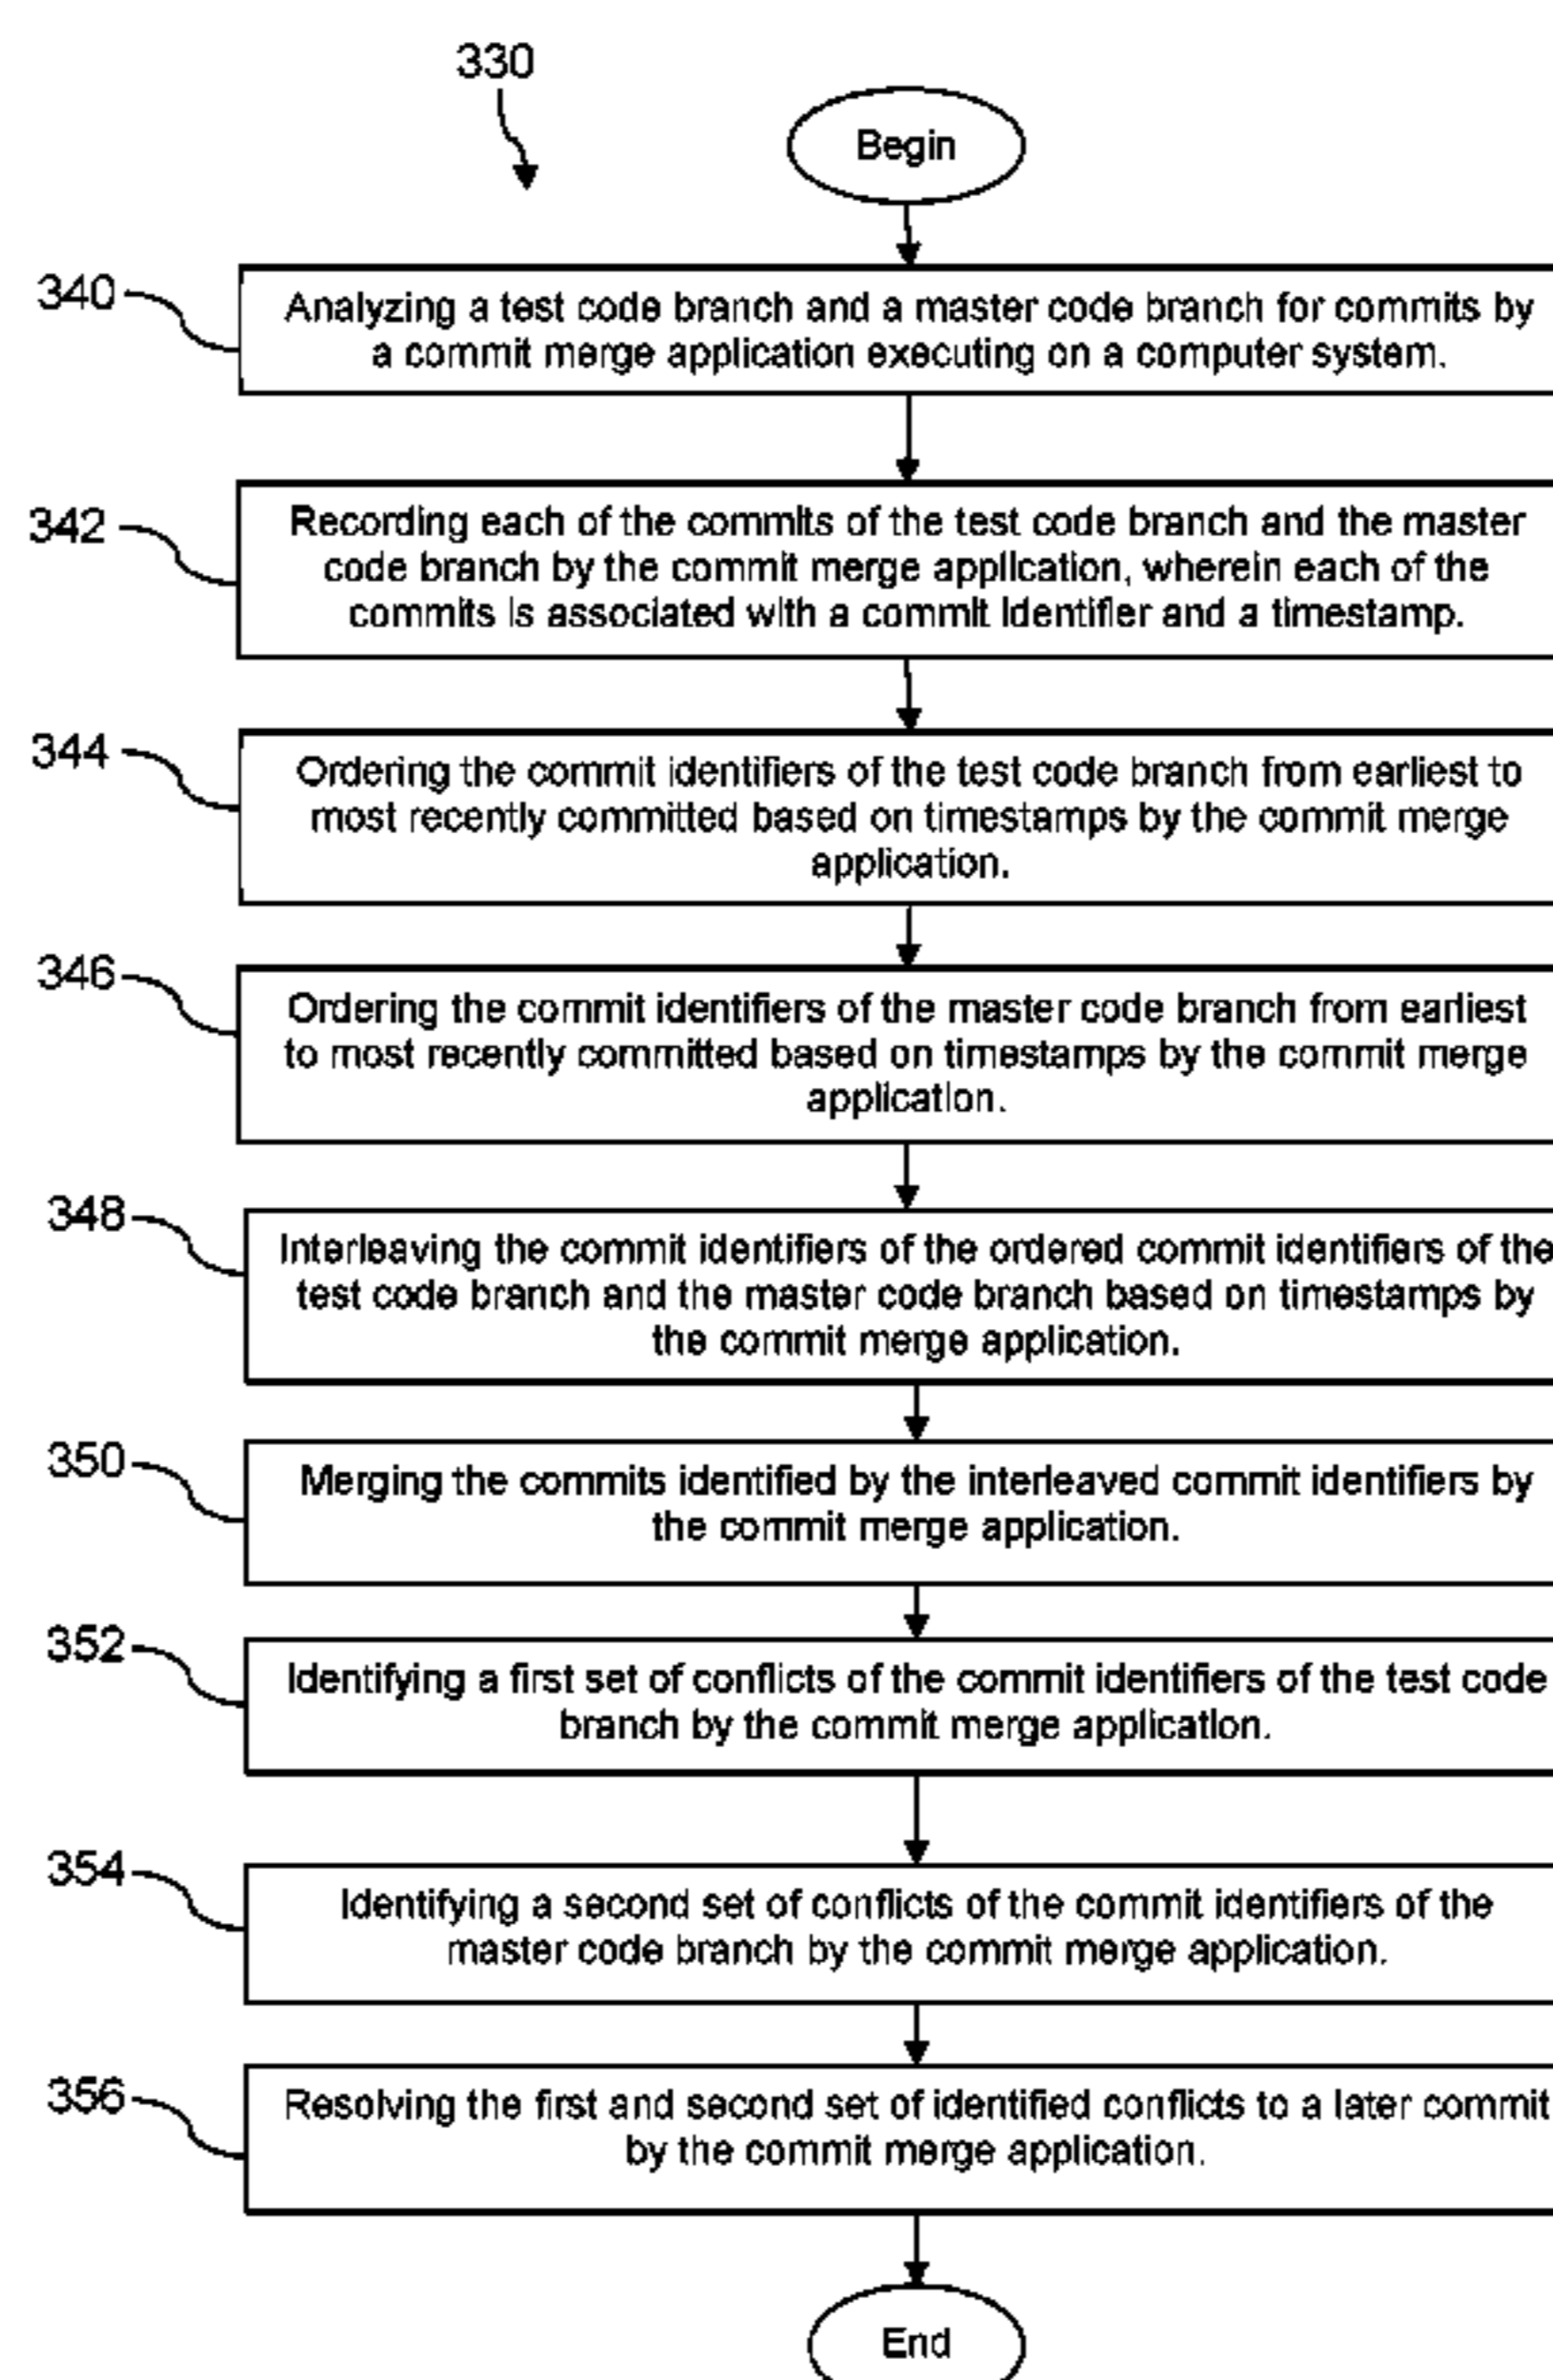 330
Begin
340
Analyzing a test code branch and a master code branch for commits by
a commit merge application executing on a computer system.
342
Recording each of the commits of the test code branch and the master
code branch by the commit merge application, wherein each of the
commits is associated with a commit identifier and a timestamp.
344
Ordering the commit identifiers of the test code branch from earliest to
most recently committed based on timestamps by the commit merge
application.
346
Ordering the commit identifiers of the master code branch from earliest
to most recently committed based on timestamps by the commit merge
application.
348
Interleaving the commit identifiers of the ordered commit identifiers of the
test code branch and the master code branch based on timestamps by
the commit merge application.
350
Merging the commits identified by the interleaved commit identifiers by
the commit merge application.
352
Identifying a first set of conflicts of the commit identifiers of the test code
branch by the commit merge application.
354
Identifying a second set of conflicts of the commit identifiers of the
master code branch by the commit merge application.
356
Resolving the first and second set of identified conflicts to a later commit
by the commit merge application.
End